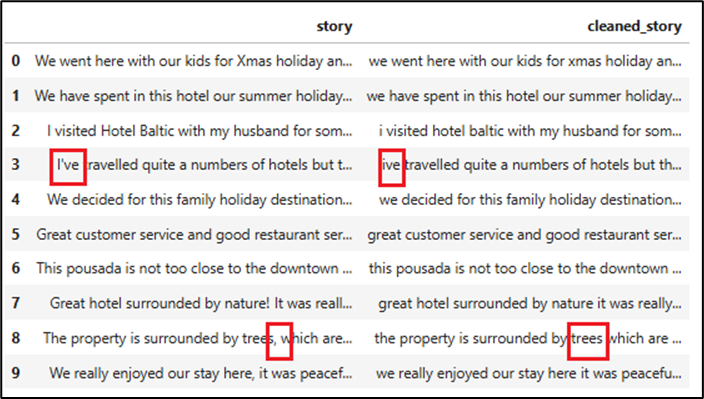 story cleaned_story
0 We went here with our kids for Xmas holiday an... we went here with our kids for xmas holiday an...
1 We have spent in this hotel our summer holiday... we have spent in this hotel our summer holiday...
2 I visited Hotel Baltic with my husband for som... i visited hotel baltic with my husband for som...
3 I've travelled quite a numbers of hotels but t... ive travelled quite a numbers of hotels but th...
4 We decided for this family holiday destination... we decided for this family holiday destination...
5 Great customer service and good restaurant ser... great customer service and good restaurant ser...
6 This pousada is not too close to the downtown ... this pousada is not too close to the downtown ...
7 Great hotel surrounded by nature! It was reall... great hotel surrounded by nature it was really...
8 The property is surrounded by trees, which are... the property is surrounded by trees which are ...
9 We really enjoyed our stay here, it was peacef... we really enjoyed our stay here it was peacefu...